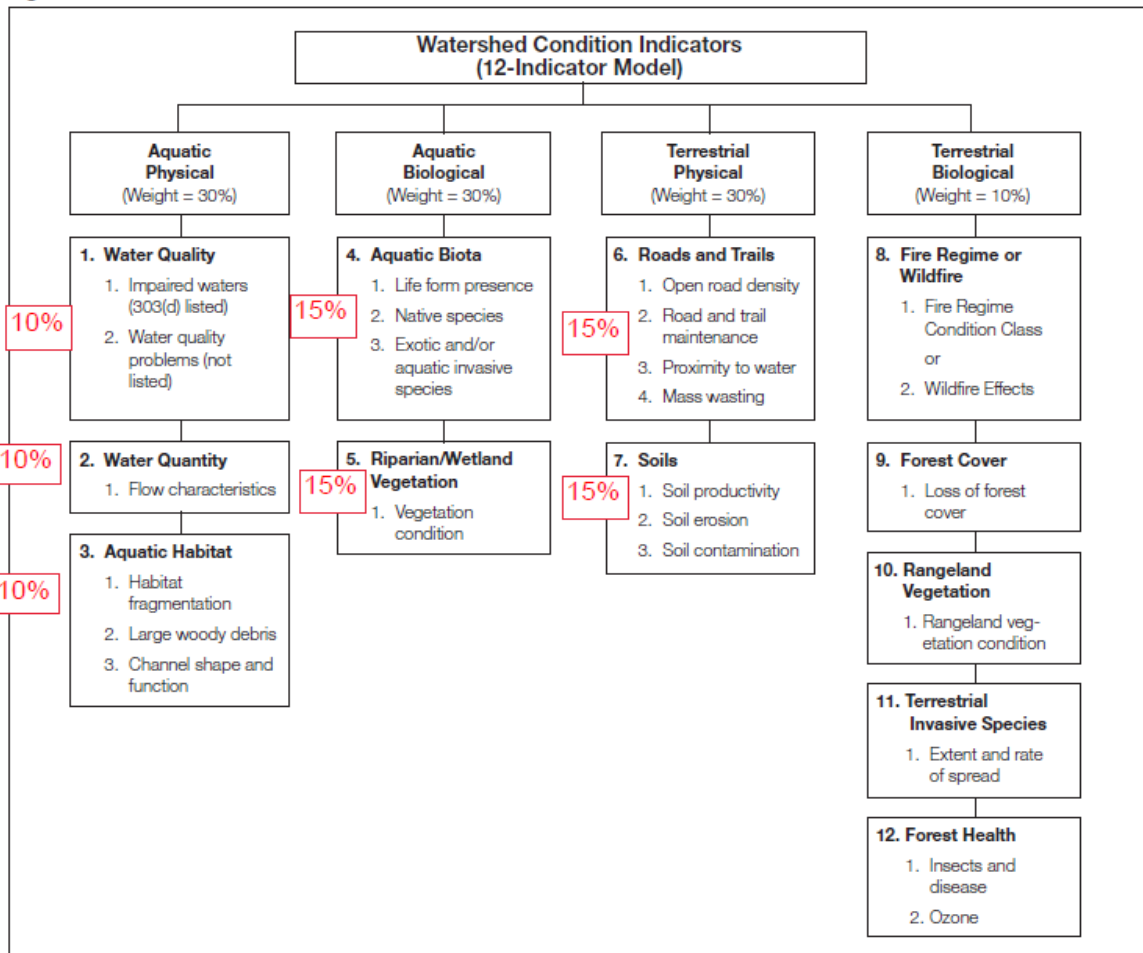 Watershed Condition Indicators
(12-Indicator Model)
Aquatic
Physical
(Weight = 30%)
1. Water Quality
1. Impaired waters
(303(d) listed)
2. Water quality
problems (not
listed)
10%
2. Water Quantity
1. Flow characteristics
10%
3. Aquatic Habitat
1. Habitat
fragmentation
2. Large woody debris
3. Channel shape and
function
10%
Aquatic
Biological
(Weight = 30%)
4. Aquatic Biota
1. Life form presence
2. Native species
3. Exotic and/or
aquatic invasive
species
15%
5. Riparian/Wetland
Vegetation
1. Vegetation
condition
15%
Terrestrial
Physical
(Weight = 30%)
6. Roads and Trails
1. Open road density
2. Road and trail
maintenance
3. Proximity to water
4. Mass wasting
15%
7. Soils
1. Soil productivity
2. Soil erosion
3. Soil contamination
15%
Terrestrial
Biological
(Weight = 10%)
8. Fire Regime or
Wildfire
1. Fire Regime
Condition Class
or
2. Wildfire Effects
9. Forest Cover
1. Loss of forest
cover
10. Rangeland
Vegetation
1. Rangeland veg-
etation condition
11. Terrestrial
Invasive Species
1. Extent and rate
of spread
12. Forest Health
1. Insects and
disease
2. Ozone